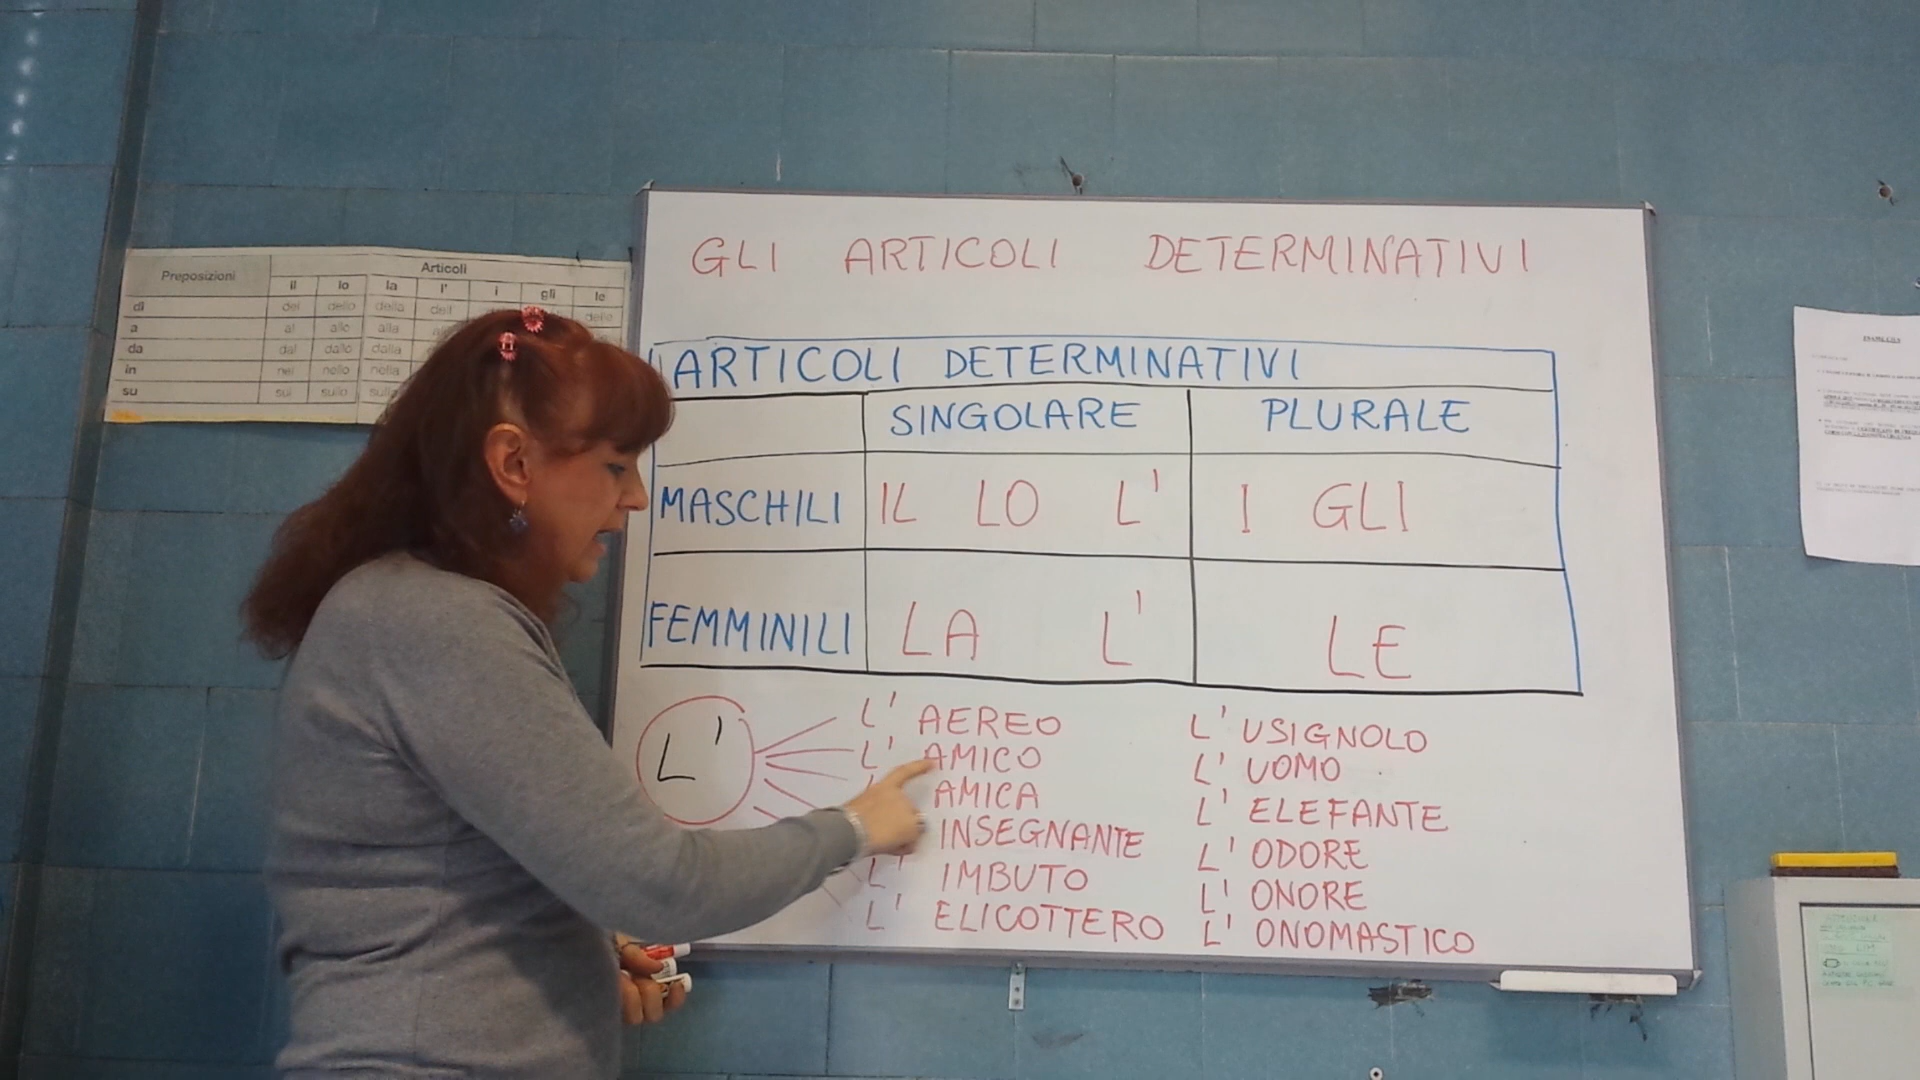 GLI ARTICOLI DETERMINATIVI
ARTICOLI DETERMINATIVI
SINGOLARE PLURALE
MASCHILI IL LO L' I GLI
FEMMINILI LA L' LE
L'
L' AEREO
L' AMICO
AMICA
INSEGNANTE
L' IMBUTO
L' ELICOTTERO
L' USIGNOLO
L' UOMO
L' ELEFANTE
L' ODORE
L' ONORE
L' ONOMASTICO
Preposizioni Articoli
il lo la l' i gli le
di del dello della dell' delle
a al allo alla
da dal dallo dalla
in nel nello nella
su sul sullo